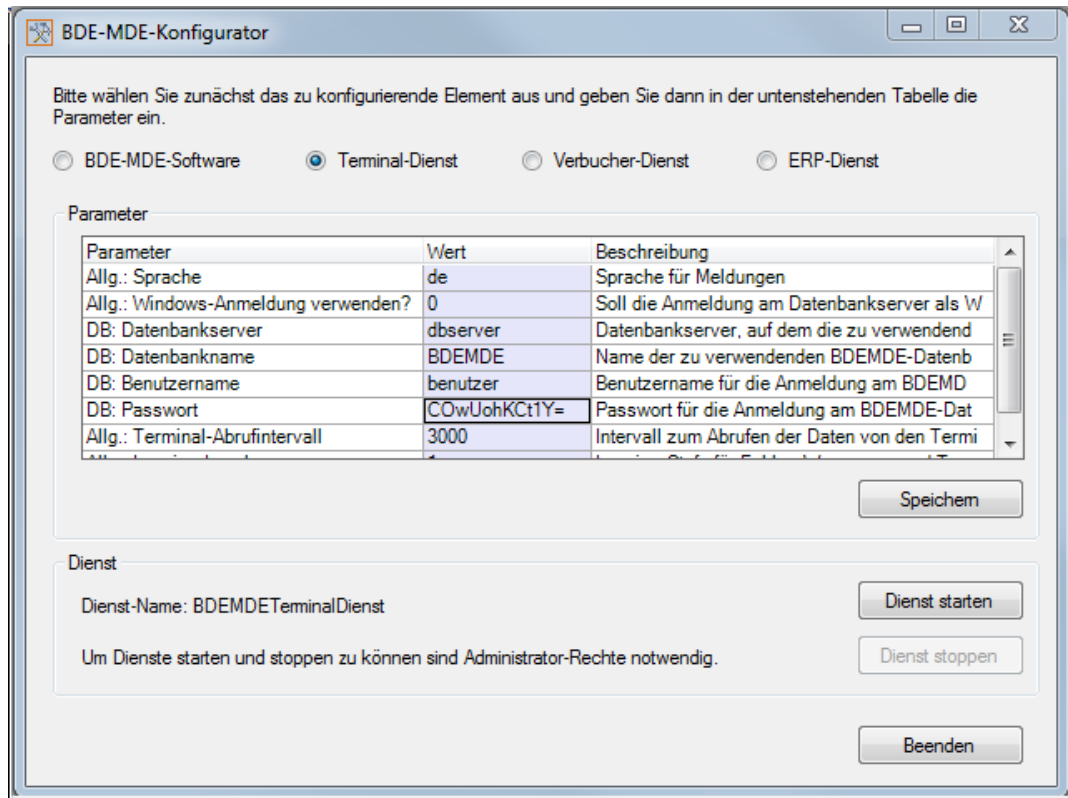 BDE-MDE-Konfigurator
Bitte wählen Sie zunächst das zu konfigurierende Element aus und geben Sie dann in der untenstehenden Tabelle die
Parameter ein.
BDE-MDE-Software Terminal-Dienst Verbucher-Dienst ERP-Dienst
Parameter
Parameter Wert Beschreibung
Allg.: Sprache de Sprache für Meldungen
Allg.: Windows-Anmeldung verwenden? 0 Soll die Anmeldung am Datenbankserver als W
DB: Datenbankserver dbserver Datenbankserver, auf dem die zu verwendend
DB: Datenbankname BDEMDE Name der zu verwendenden BDEMDE-Datenb
DB: Benutzername benutzer Benutzername für die Anmeldung am BDEMD
DB: Passwort COwUohKCt1Y= Passwort für die Anmeldung am BDEMDE-Dat
Allg.: Terminal-Abrufintervall 3000 Intervall zum Abrufen der Daten von den Termi
Speichern
Dienst
Dienst-Name: BDEMDETerminalDienst Dienst starten
Um Dienste starten und stoppen zu können sind Administrator-Rechte notwendig. Dienst stoppen
Beenden